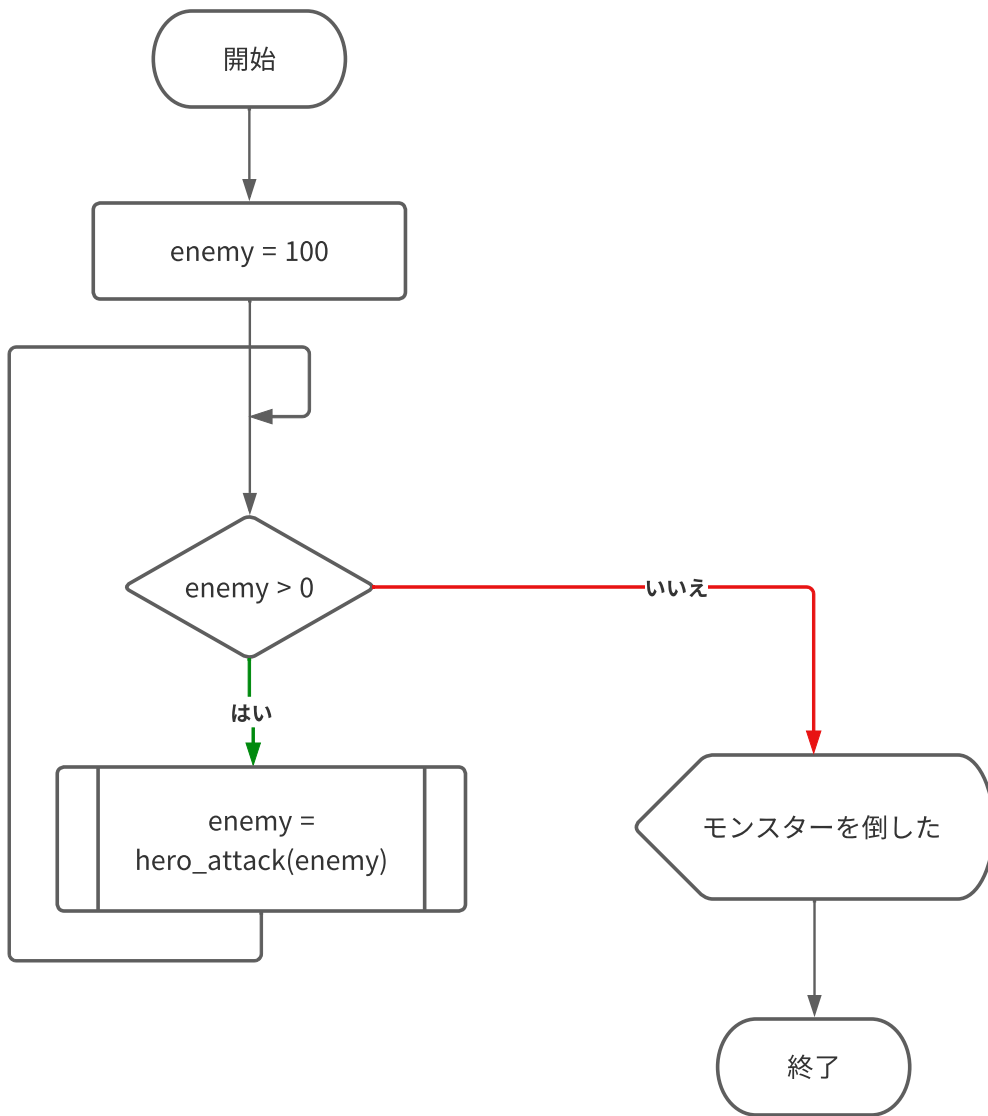 開始
enemy = 100
enemy > 0
いいえ
はい
enemy =
hero_attack(enemy)
モンスターを倒した
終了